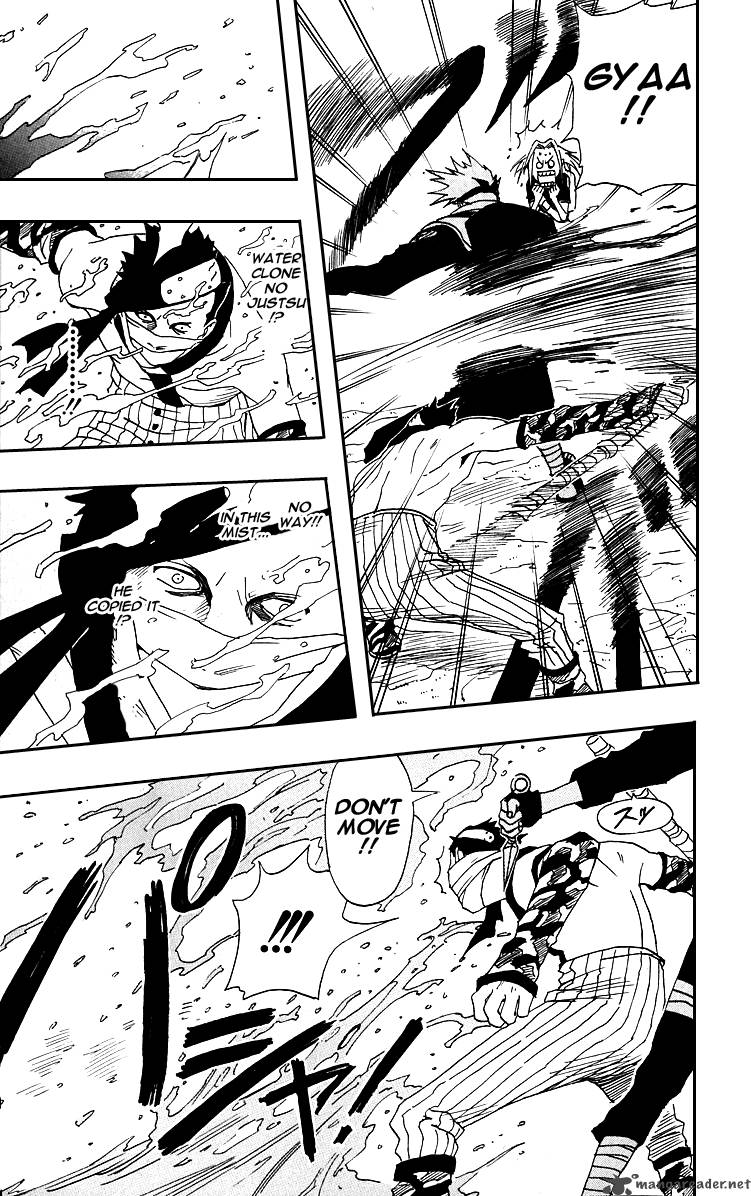 GYAA
!!
WATER
CLONE
NO
JUSTSU
!?
.........!!
NO
WAY!!
IN THIS
MIST...
HE
COPIED IT
!?
DON'T
MOVE
!!
スッ
!!!
パシャ!
mangareader.net